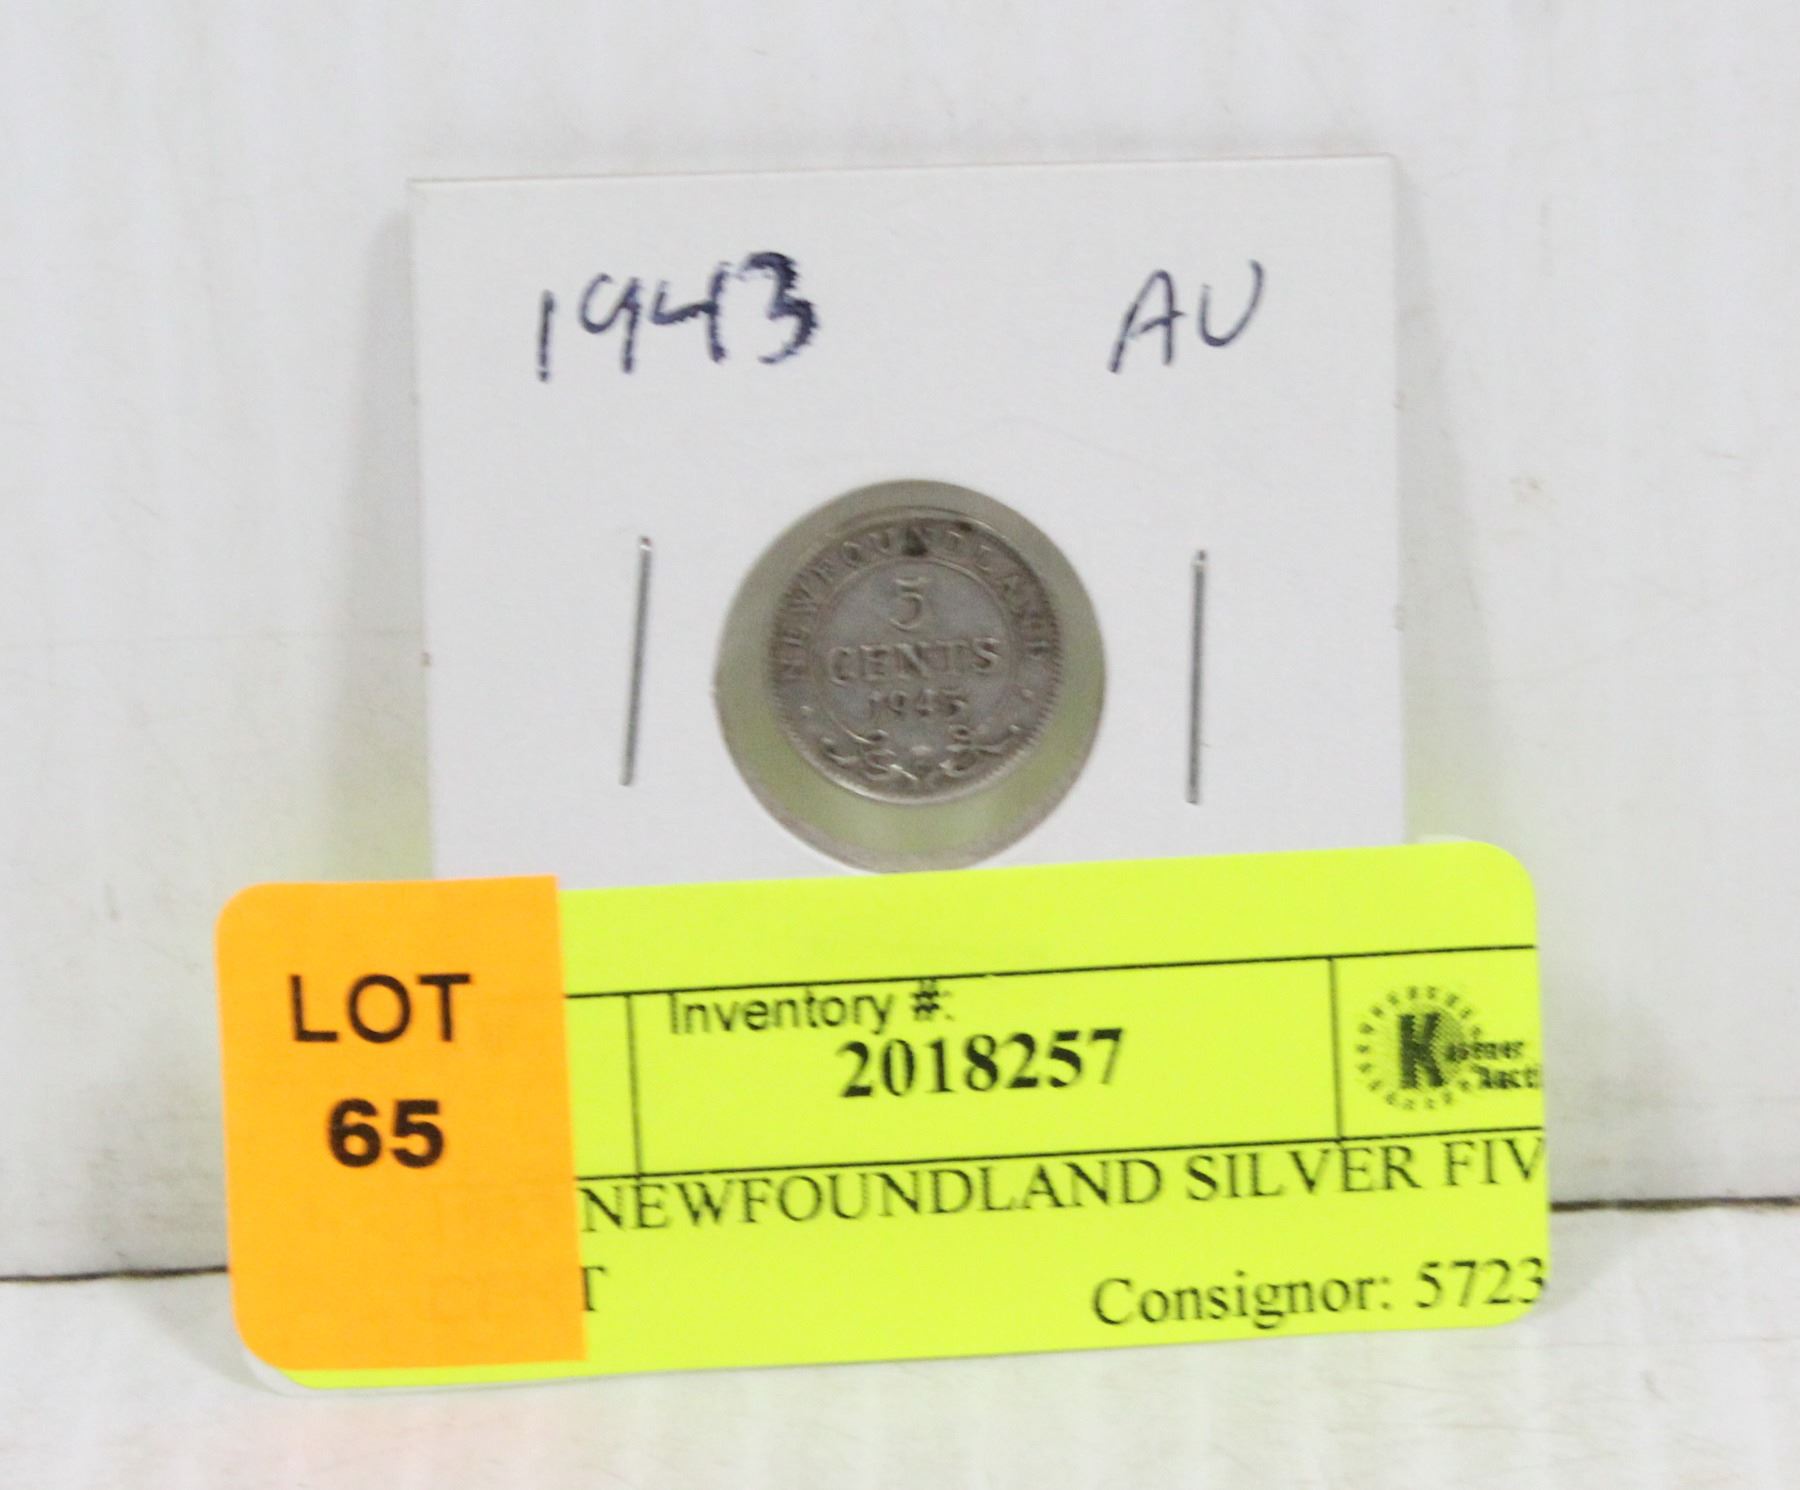 1943 AU
NEWFOUNDLAND
5
CENTS
1943
LOT
65
Inventory #:
2018257
NEWFOUNDLAND SILVER FIV
T
Consignor: 5723